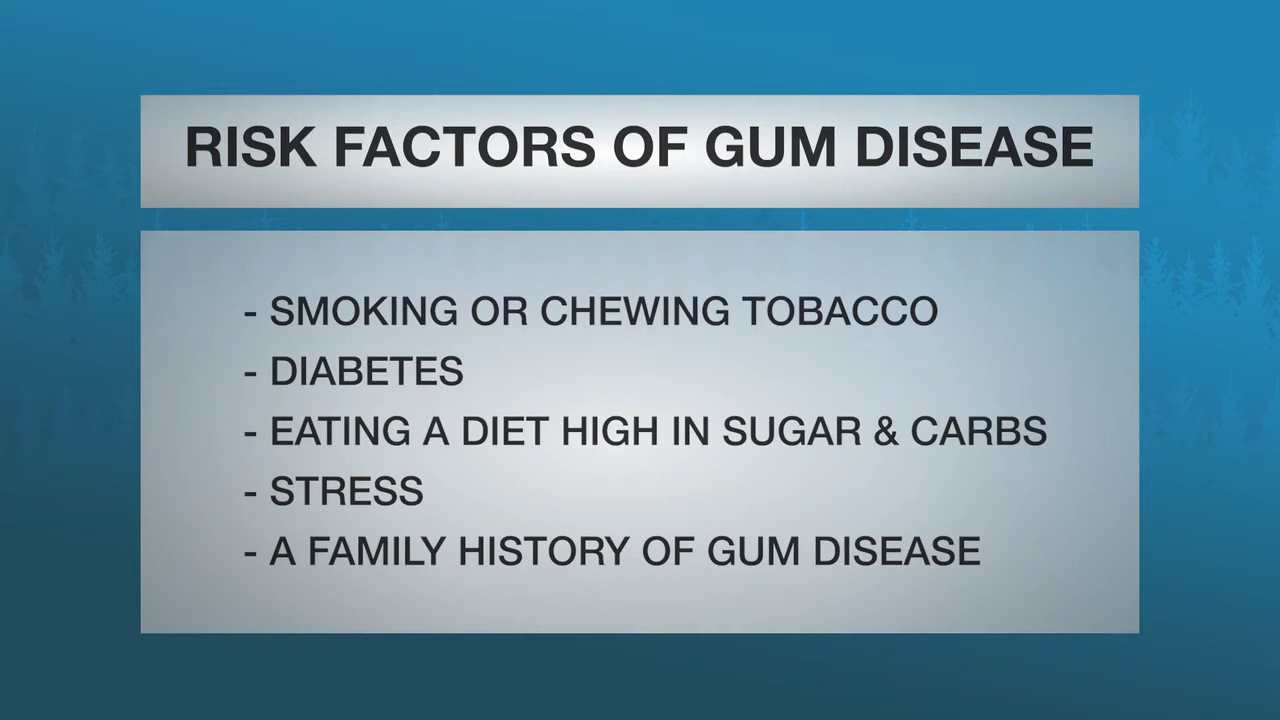 RISK FACTORS OF GUM DISEASE
- SMOKING OR CHEWING TOBACCO
- DIABETES
- EATING A DIET HIGH IN SUGAR & CARBS
- STRESS
- A FAMILY HISTORY OF GUM DISEASE